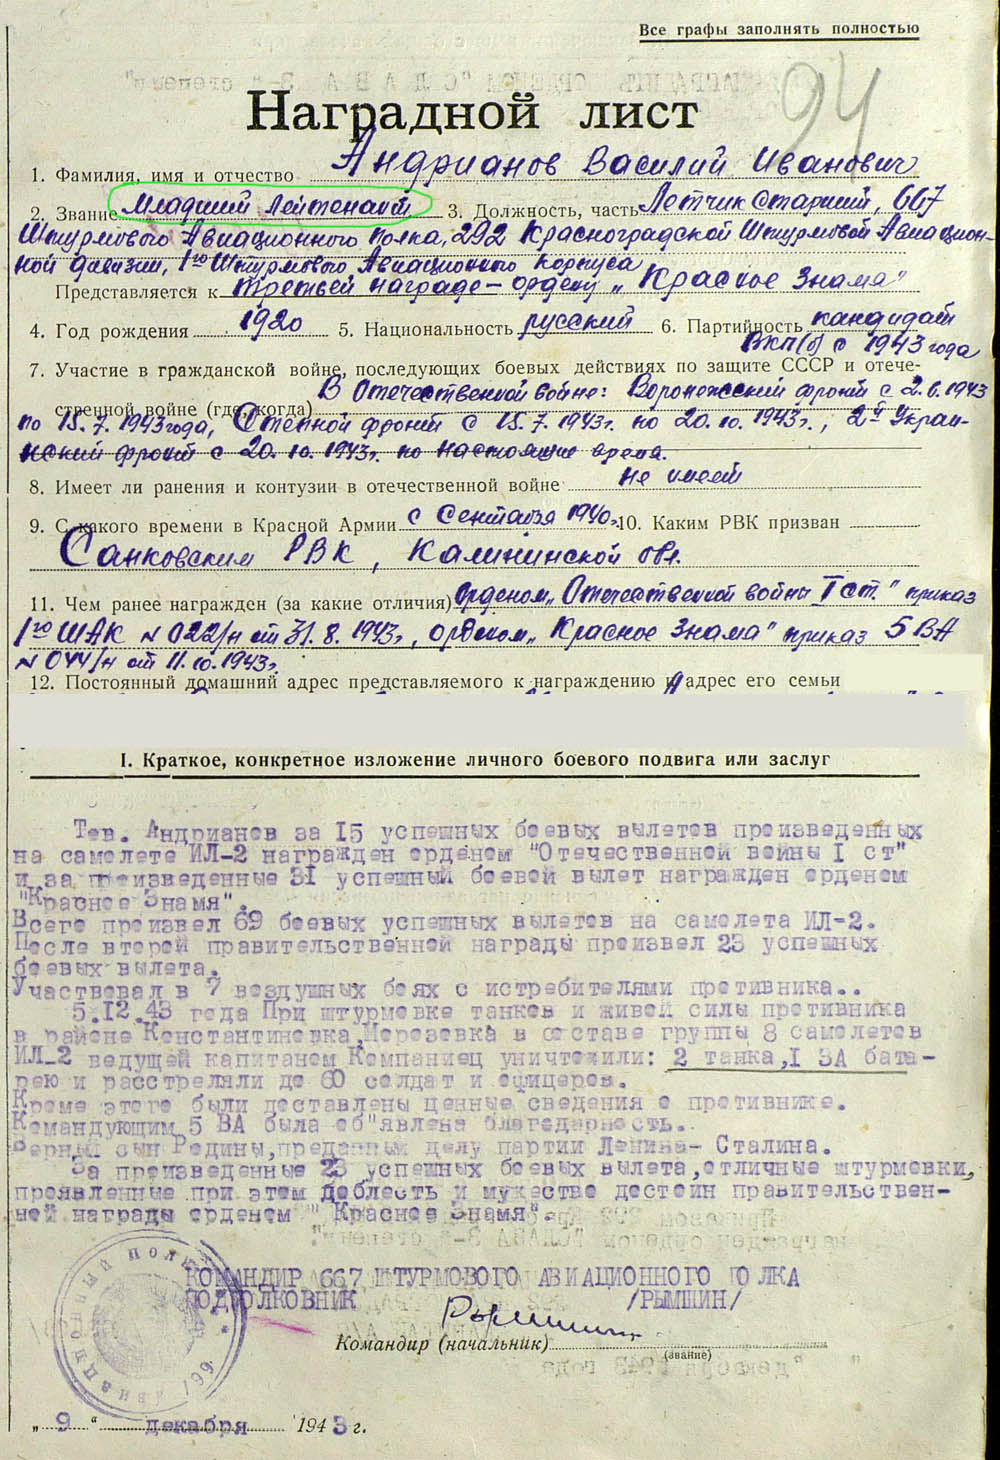 Все графы заполнять полностью
94
Наградной лист
1. Фамилия, имя и отчество Андрианов Василий Иванович
2. Звание Младший Лейтенант 3. Должность, часть Летчик старший, 667
Штурмового Авиационного полка, 292 Красноградской Штурмовой Авиацион-
ной дивизии, 1го Штурмового Авиационного корпуса
Представляется к третьей награде - ордену „Красное Знамя"
4. Год рождения 1920 5. Национальность русский 6. Партийность кандидат
ВКП(б) с 1943 года
7. Участие в гражданской войне, последующих боевых действиях по защите СССР и отече-
ственной войне (где, когда) В Отечественной войне: Воронежский фронт с 2.6.1943
по 15.7.1943 года, Степной фронт с 15.7.1943г. по 20.10.1943г., 2й Украи-
нский фронт с 20.10.1943г. по настоящее время.
8. Имеет ли ранения и контузии в отечественной войне не имеет
9. С какого времени в Красной Армии с Сентября 1940г. 10. Каким РВК призван
Санковским РВК, Калининской обл.
11. Чем ранее награжден (за какие отличия) орденом „Отечественной войны I ст." приказ
1го ШАК N 022/н от 31.8.1943г., орденом „Красное Знамя" приказ 5 ВА
N 044/н от 11.10.1943г.
12. Постоянный домашний адрес представляемого к награждению и адрес его семьи
I. Краткое, конкретное изложение личного боевого подвига или заслуг
Тов. Андрианов за 15 успешных боевых вылетов произведенных
на самолете ИЛ-2 награжден орденом "Отечественной войны I ст"
и за произведенные 31 успешный боевой вылет награжден орденом
"Красное Знамя".
Всего произвел 69 боевых успешных вылетов на самолета ИЛ-2.
После второй правительственной награды произвел 23 успешных
боевых вылета.
Участвовал в 7 воздушных боях с истребителями противника..
5.12.43 года При штурмовке танков и живой силы противника
в районе Константиновка, Морозовка в составе группы 8 самолетов
ИЛ-2 ведущей капитаном Компаниец уничтожили: 2 танка, I ЗА бата-
рею и расстреляли до 60 солдат и офицеров.
Кроме этого были доставлены ценные сведения о противнике.
Командующим 5 ВА была об"явлена благодарность.
Верный сын Родины, преданный делу партии Ленина- Сталина.
За произведенные 23 успешных боевых вылета, отличные штурмовки,
проявленные при этом доблесть и мужество достоин правительствен-
ной награды орденом " Красное Знамя".
КОМАНДИР 667 ШТУРМОВОГО АВИАЦИОННОГО ПОЛКА
ПОДПОЛКОВНИК /РЫМШИН/
Командир (начальник)
(звание)
„9" декабря 1943 г.